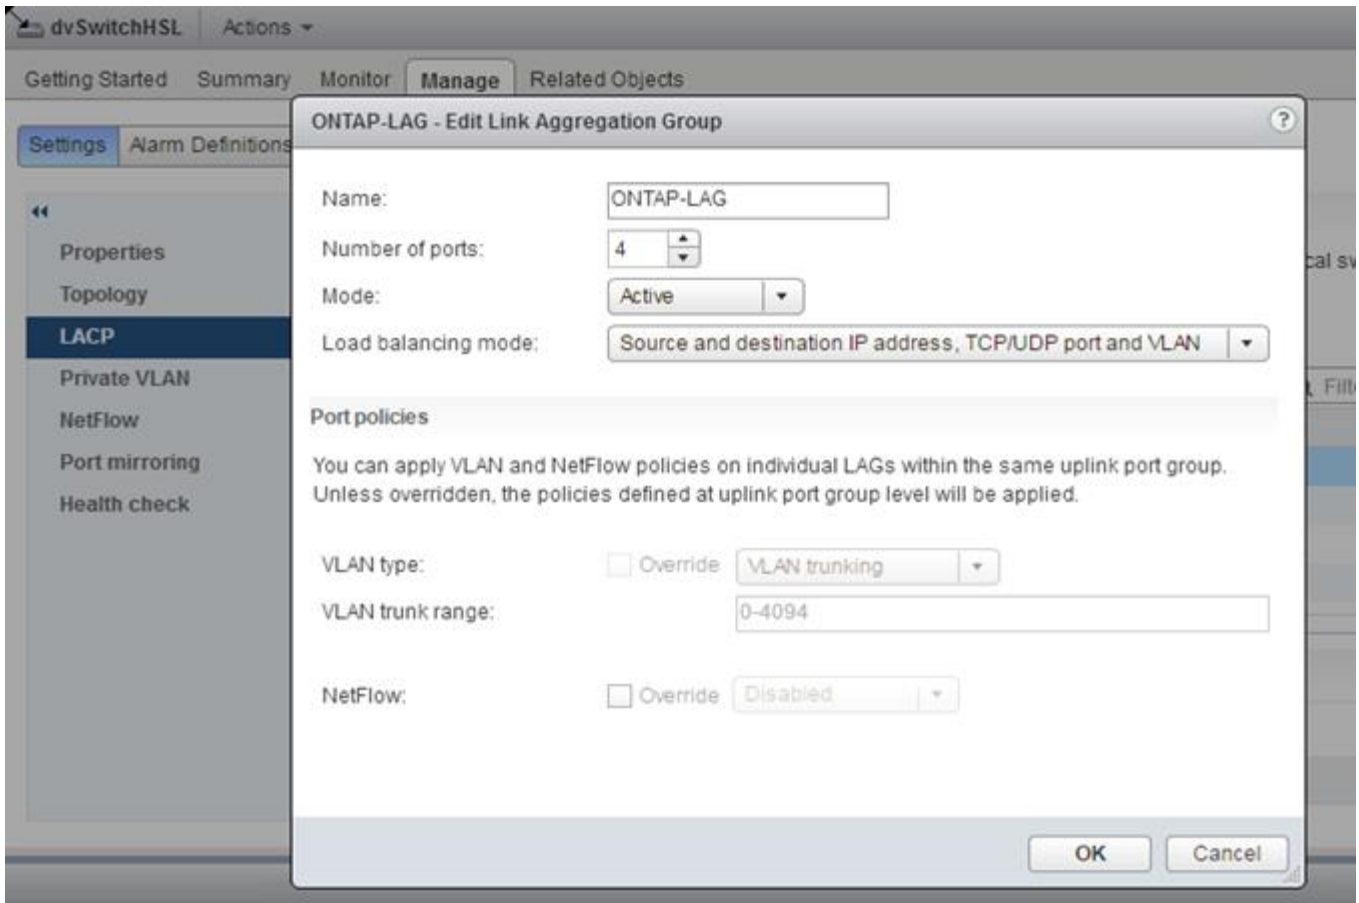 dvSwitchHSL Actions
Getting Started Summary Monitor Manage Related Objects
ONTAP-LAG - Edit Link Aggregation Group ?
Settings Alarm Definitions
Name: ONTAP-LAG
Properties
Number of ports: 4
Topology
Mode: Active
LACP
Load balancing mode: Source and destination IP address, TCP/UDP port and VLAN
Private VLAN
NetFlow
Port policies
Port mirroring
You can apply VLAN and NetFlow policies on individual LAGs within the same uplink port group.
Unless overridden, the policies defined at uplink port group level will be applied.
Health check
VLAN type: Override VLAN trunking
VLAN trunk range: 0-4094
NetFlow: Override Disabled
OK Cancel